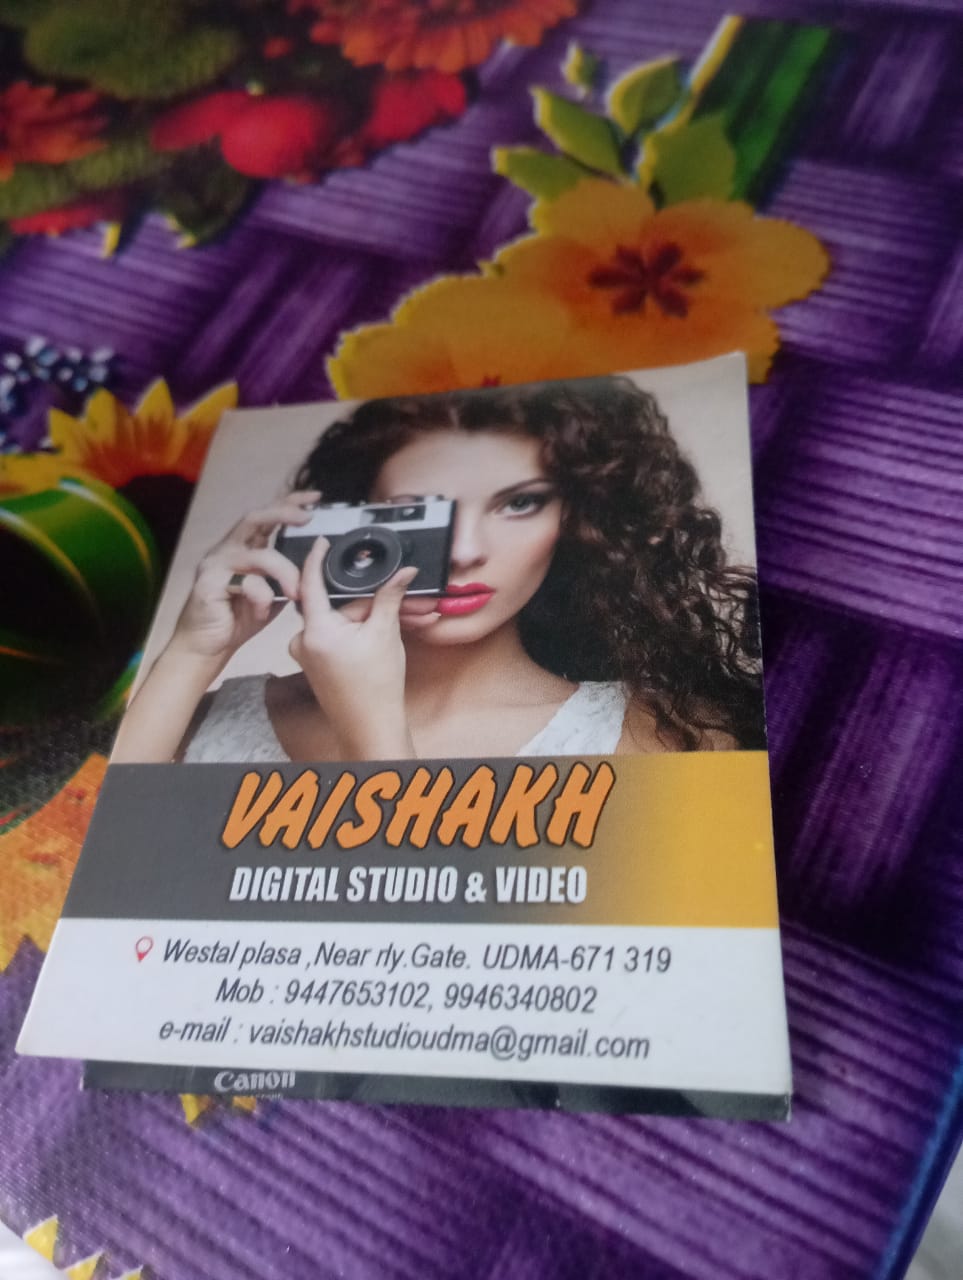 VAISHAKH
DIGITAL STUDIO & VIDEO
Westal plasa ,Near rly.Gate. UDMA-671 319
Mob : 9447653102, 9946340802
e-mail : vaishakhstudioudma@gmail.com
Canon